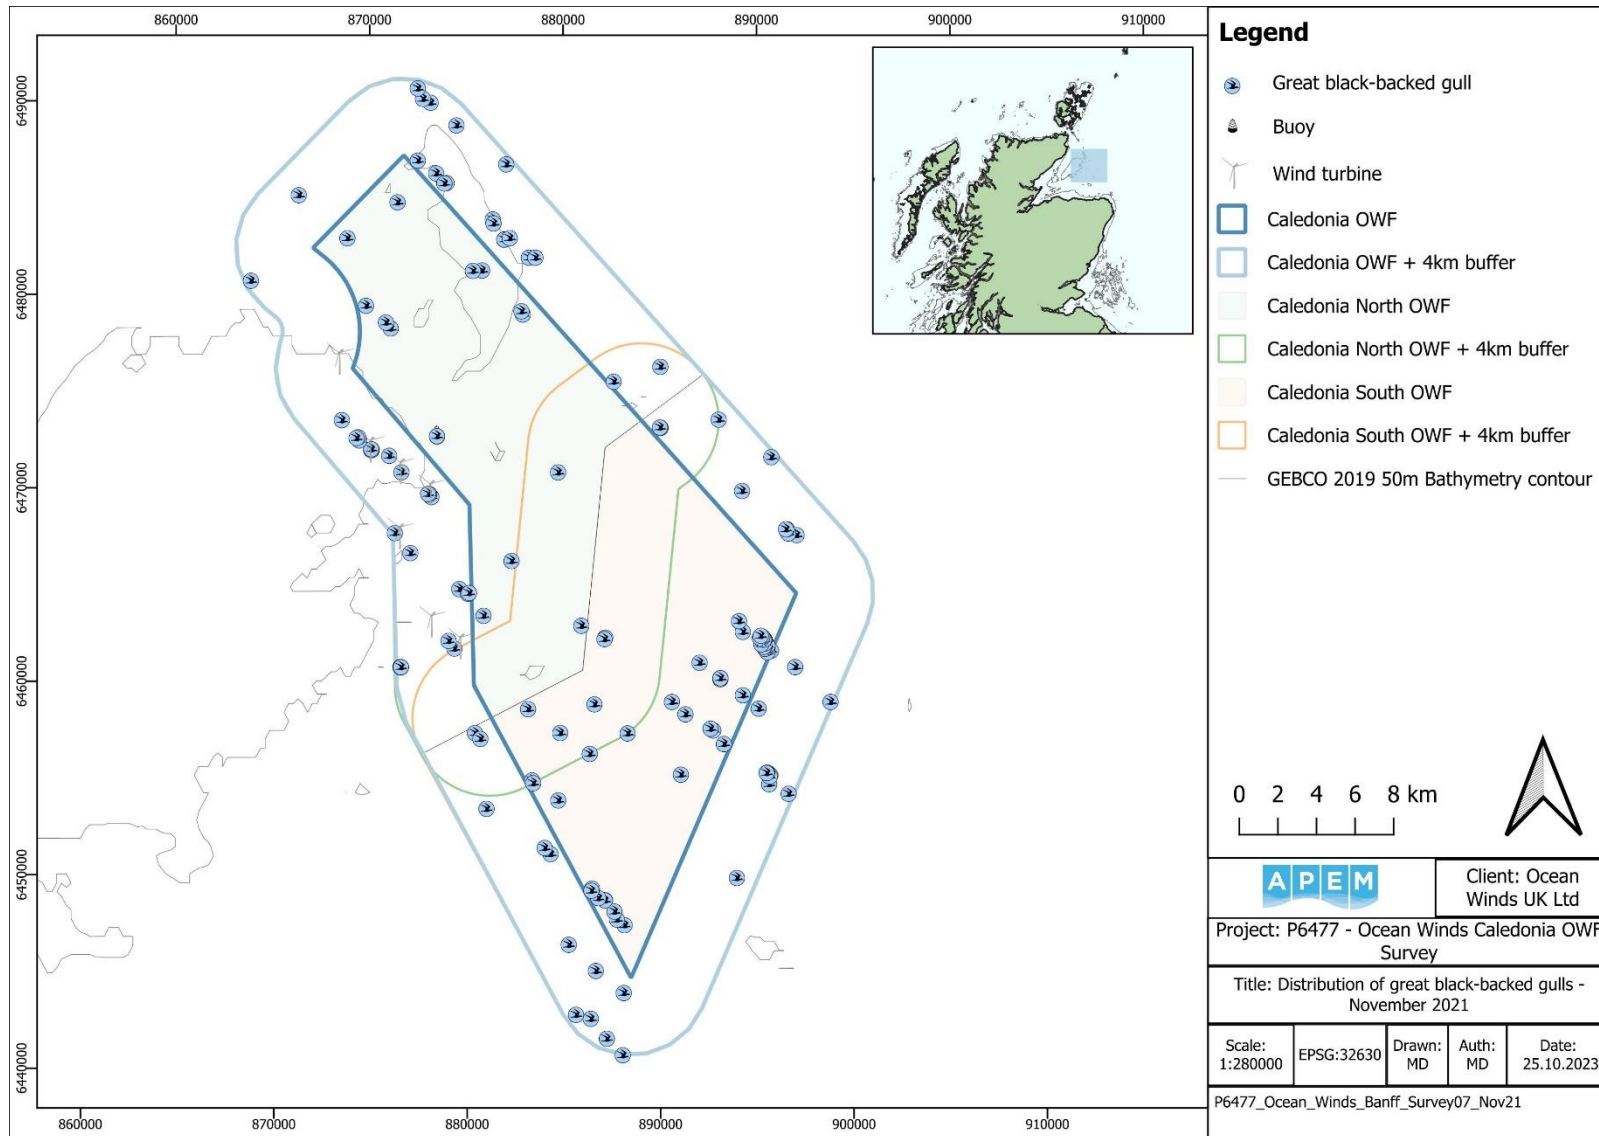 860000 870000 880000 890000 900000 910000
6490000
6480000
6470000
6460000
6450000
6440000
860000 870000 880000 890000 900000 910000
Legend
Great black-backed gull
Buoy
Wind turbine
Caledonia OWF
Caledonia OWF + 4km buffer
Caledonia North OWF
Caledonia North OWF + 4km buffer
Caledonia South OWF
Caledonia South OWF + 4km buffer
GEBCO 2019 50m Bathymetry contour
0 2 4 6 8 km
APEM
Client: Ocean
Winds UK Ltd
Project: P6477 - Ocean Winds Caledonia OWF
Survey
Title: Distribution of great black-backed gulls -
November 2021
Scale:
1:280000
EPSG:32630
Drawn:
MD
Auth:
MD
Date:
25.10.2023
P6477_Ocean_Winds_Banff_Survey07_Nov21